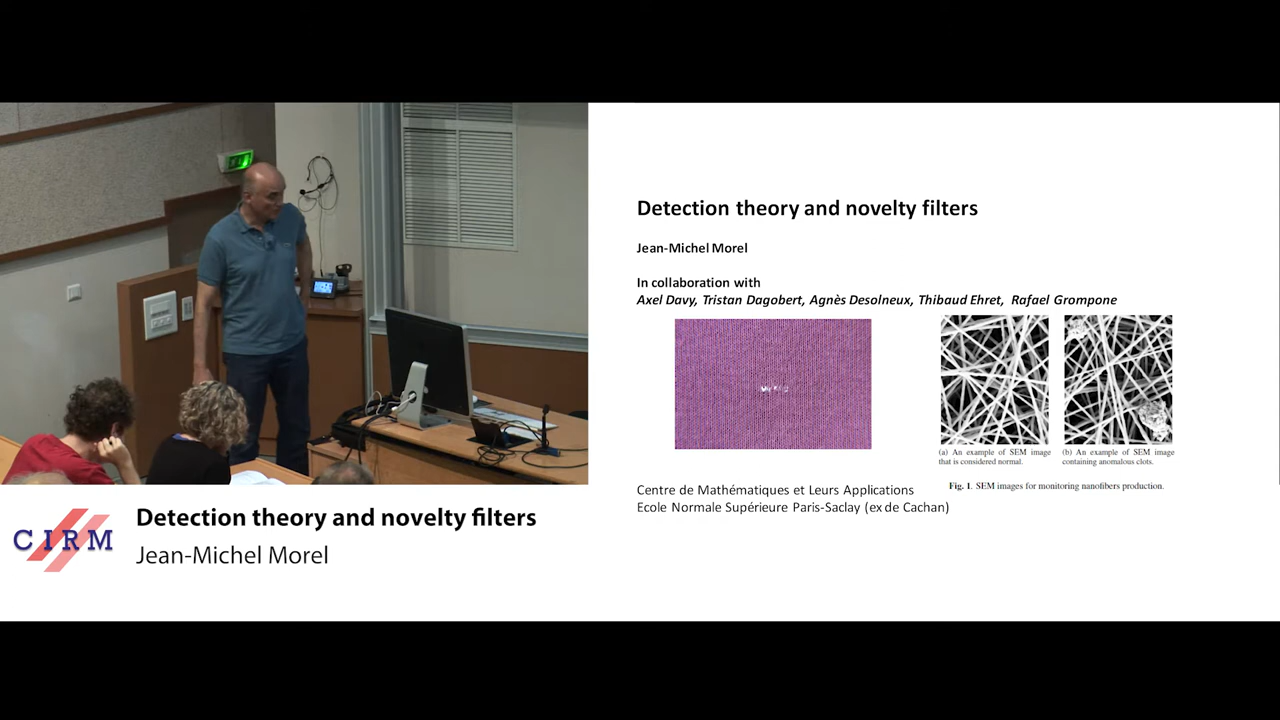 Detection theory and novelty filters
Jean-Michel Morel
In collaboration with
Axel Davy, Tristan Dagobert, Agnès Desolneux, Thibaud Ehret, Rafael Grompone
(a) An example of SEM image
that is considered normal.
(b) An example of SEM image
containing anomalous clots.
Fig. 1. SEM images for monitoring nanofibers production.
Centre de Mathématiques et Leurs Applications
Ecole Normale Supérieure Paris-Saclay (ex de Cachan)
CIRM
Detection theory and novelty filters
Jean-Michel Morel